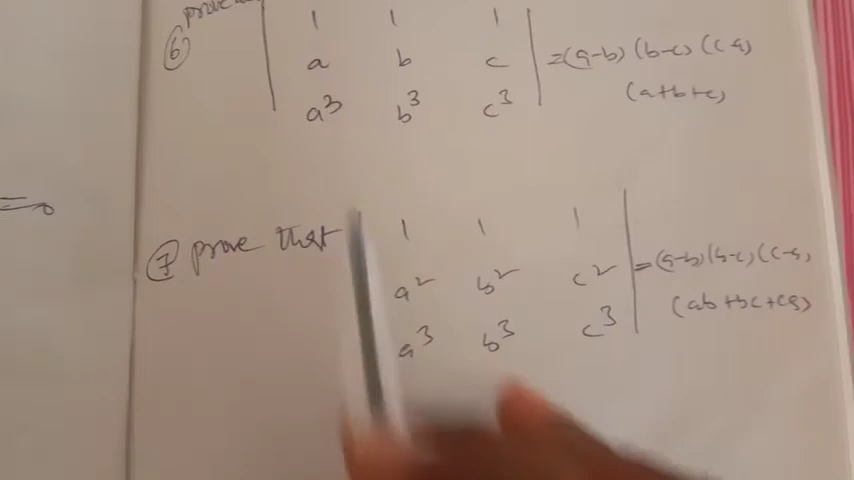 prove
⑥ | 1 1 1 |
| a b c | =(a-b) (b-c) (c-a)
| a³ b³ c³ | (a+b+c)
⑦ prove that | 1 1 1 |
| a² b² c² | =(a-b)(b-c)(c-a)
| a³ b³ c³ | (ab+bc+ca)